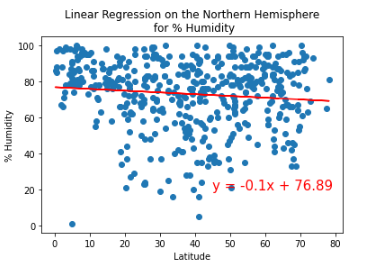 Linear Regression on the Northern Hemisphere
for % Humidity
% Humidity
100
80
60
40
20
0
y = -0.1x + 76.89
0 10 20 30 40 50 60 70 80
Latitude